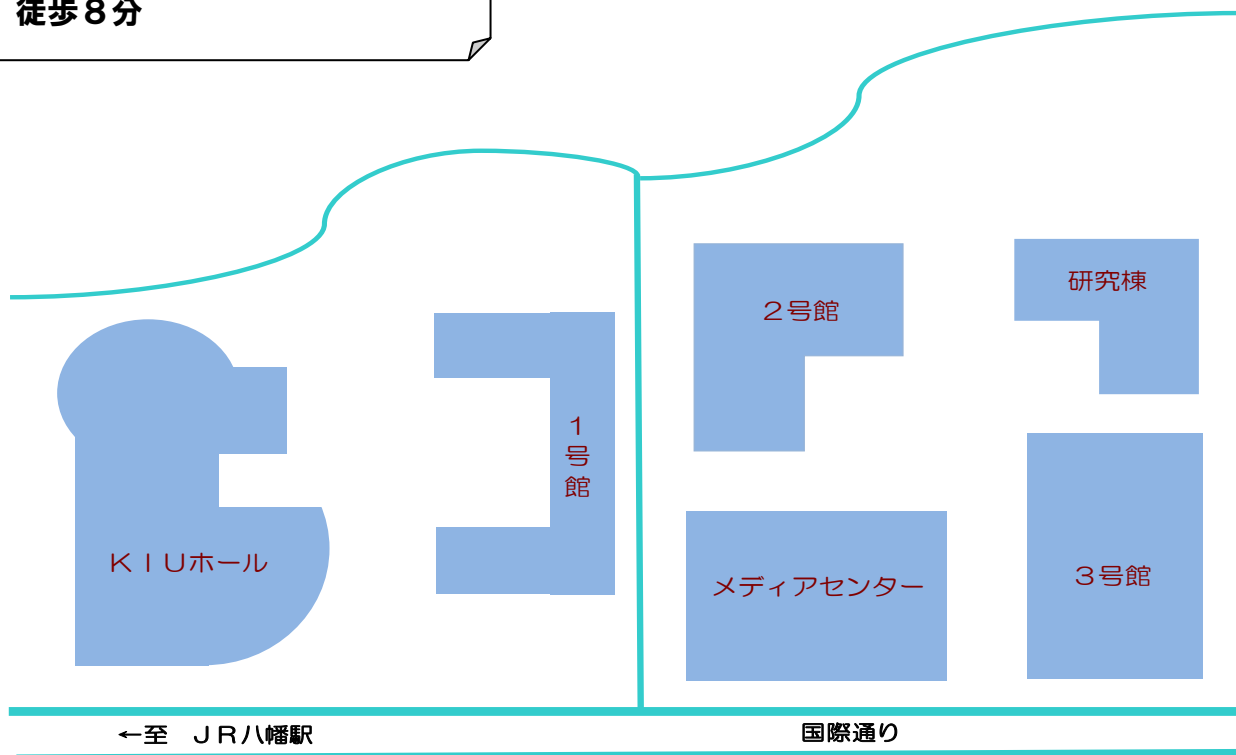 徒歩８分
研究棟
２号館
１号館
ＫＩＵホール
メディアセンター
３号館
←至　ＪＲ八幡駅
国際通り